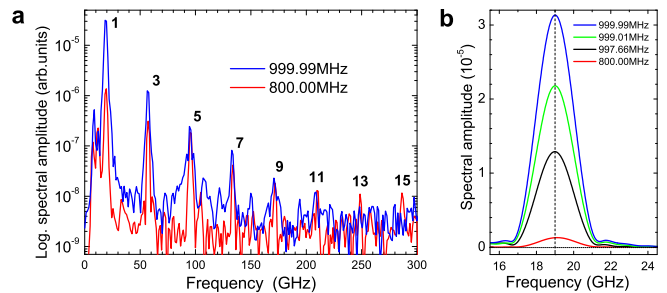 a
Log. spectral amplitude (arb.units)
10-5
10-6
10-7
10-8
10-9
1
3
5
7
9
11
13
15
999.99MHz
800.00MHz
0 50 100 150 200 250 300
Frequency (GHz)
b
Spectral amplitude (10-5)
3
2
1
0
999.99MHz
999.01MHz
997.66MHz
800.00MHz
16 18 20 22 24
Frequency (GHz)